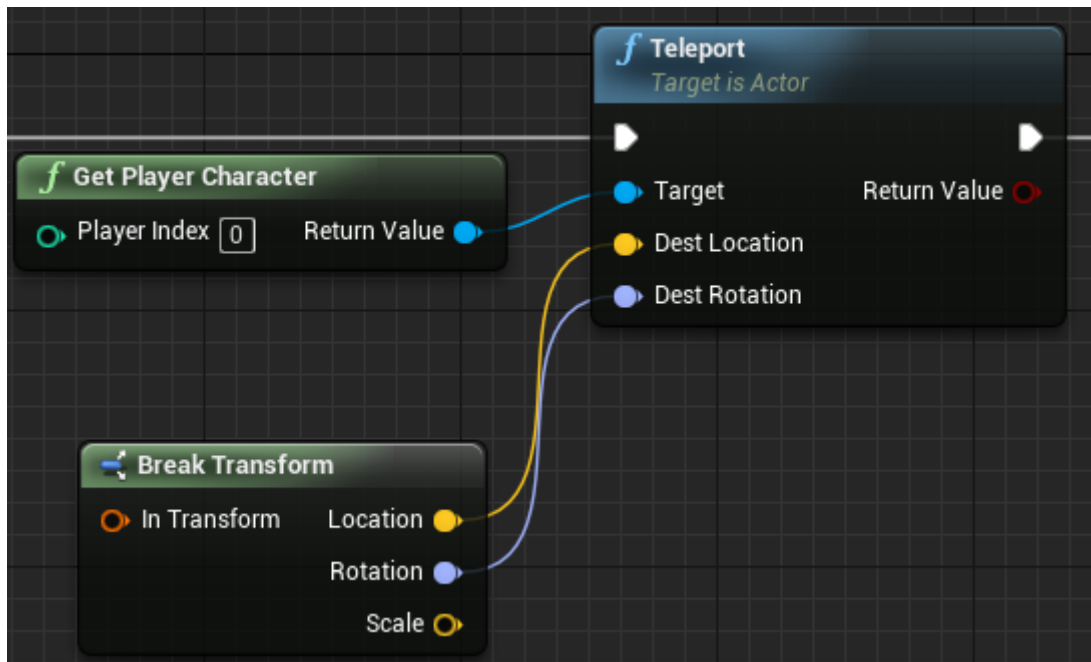 Teleport
Target is Actor
Get Player Character
Target
Return Value
Player Index 0
Return Value
Dest Location
Dest Rotation
Break Transform
In Transform
Location
Rotation
Scale